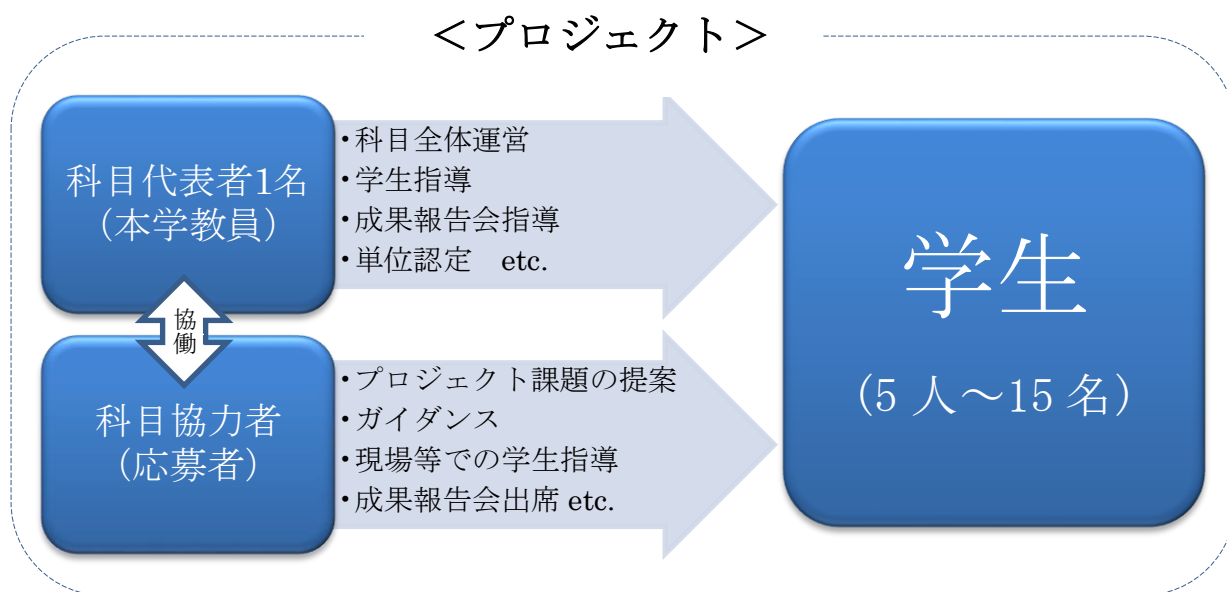 ＜プロジェクト＞
科目代表者1名
（本学教員）
・科目全体運営
・学生指導
・成果報告会指導
・単位認定　etc.
協
働
科目協力者
（応募者）
・プロジェクト課題の提案
・ガイダンス
・現場等での学生指導
・成果報告会出席 etc.
学生
（5 人～15 名）